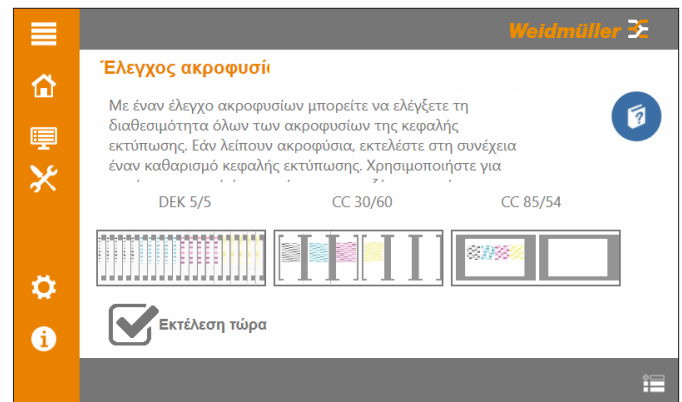 Weidmüller
Έλεγχος ακροφυσί
Με έναν έλεγχο ακροφυσίων μπορείτε να ελέγξετε τη
διαθεσιμότητα όλων των ακροφυσίων της κεφαλής
εκτύπωσης. Εάν λείπουν ακροφύσια, εκτελέστε στη συνέχεια
έναν καθαρισμό κεφαλής εκτύπωσης. Χρησιμοποιήστε για
DEK 5/5 CC 30/60 CC 85/54
Εκτέλεση τώρα